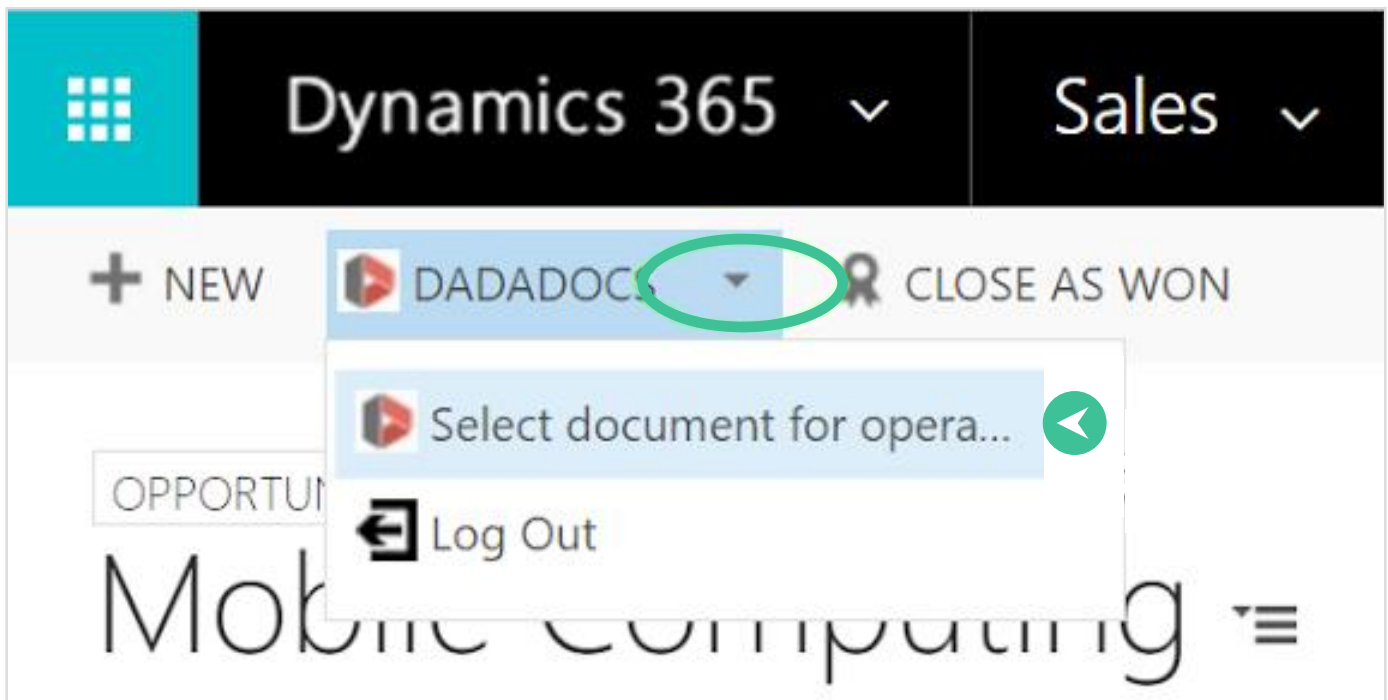 Dynamics 365 Sales
NEW DADADOCS CLOSE AS WON
Select document for opera...
OPPORTUN
Log Out
Mobile Computing